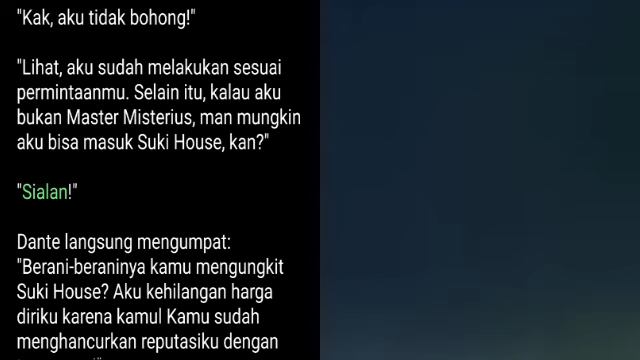 "Kak, aku tidak bohong!"
"Lihat, aku sudah melakukan sesuai
permintaanmu. Selain itu, kalau aku
bukan Master Misterius, man mungkin
aku bisa masuk Suki House, kan?"
"Sialan!"
Dante langsung mengumpat:
"Berani-beraninya kamu mengungkit
Suki House? Aku kehilangan harga
diriku karena kamul Kamu sudah
menghancurkan reputasiku dengan